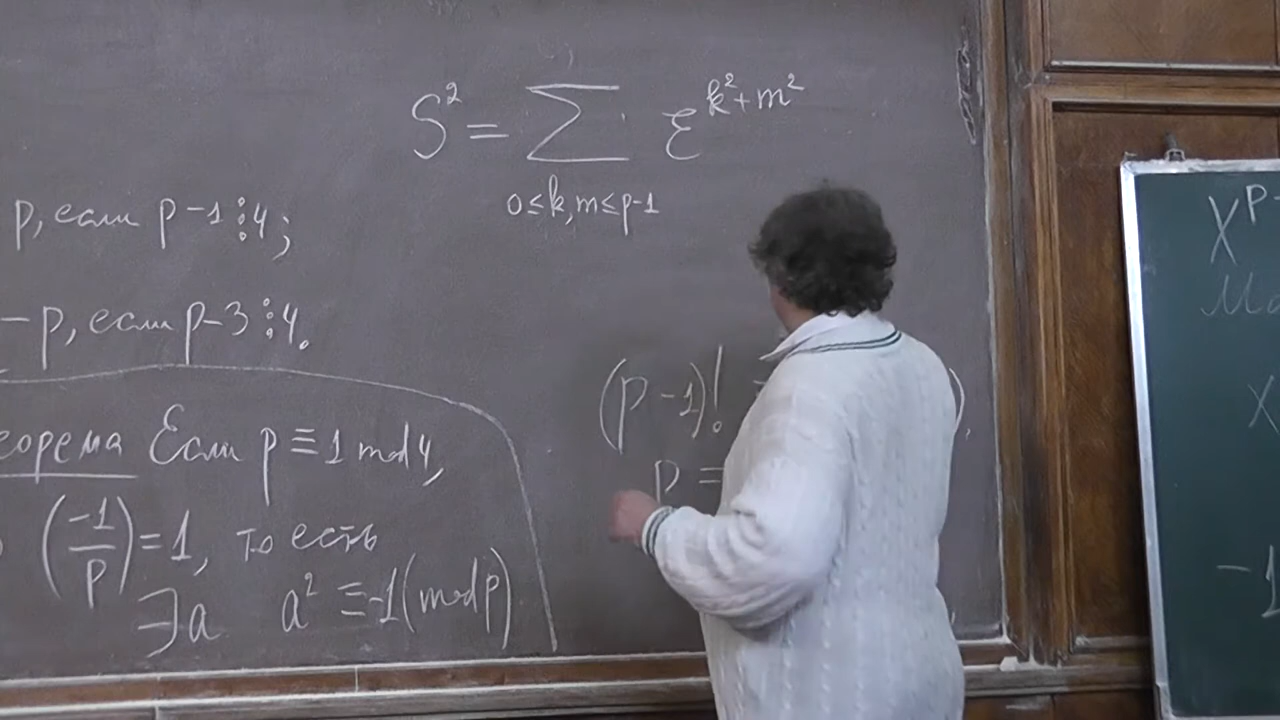 S² = ∑ ε^{k²+m²}
0≤k,m≤p-1
p, если p-1⋮4;
-p, если p-3⋮4.
Если p ≡ 1 mod 4,
(-1/p) = 1, то есть
∃a a² ≡ -1 (mod p)
(p-1)!
p ≡
X^{p-
X
-1